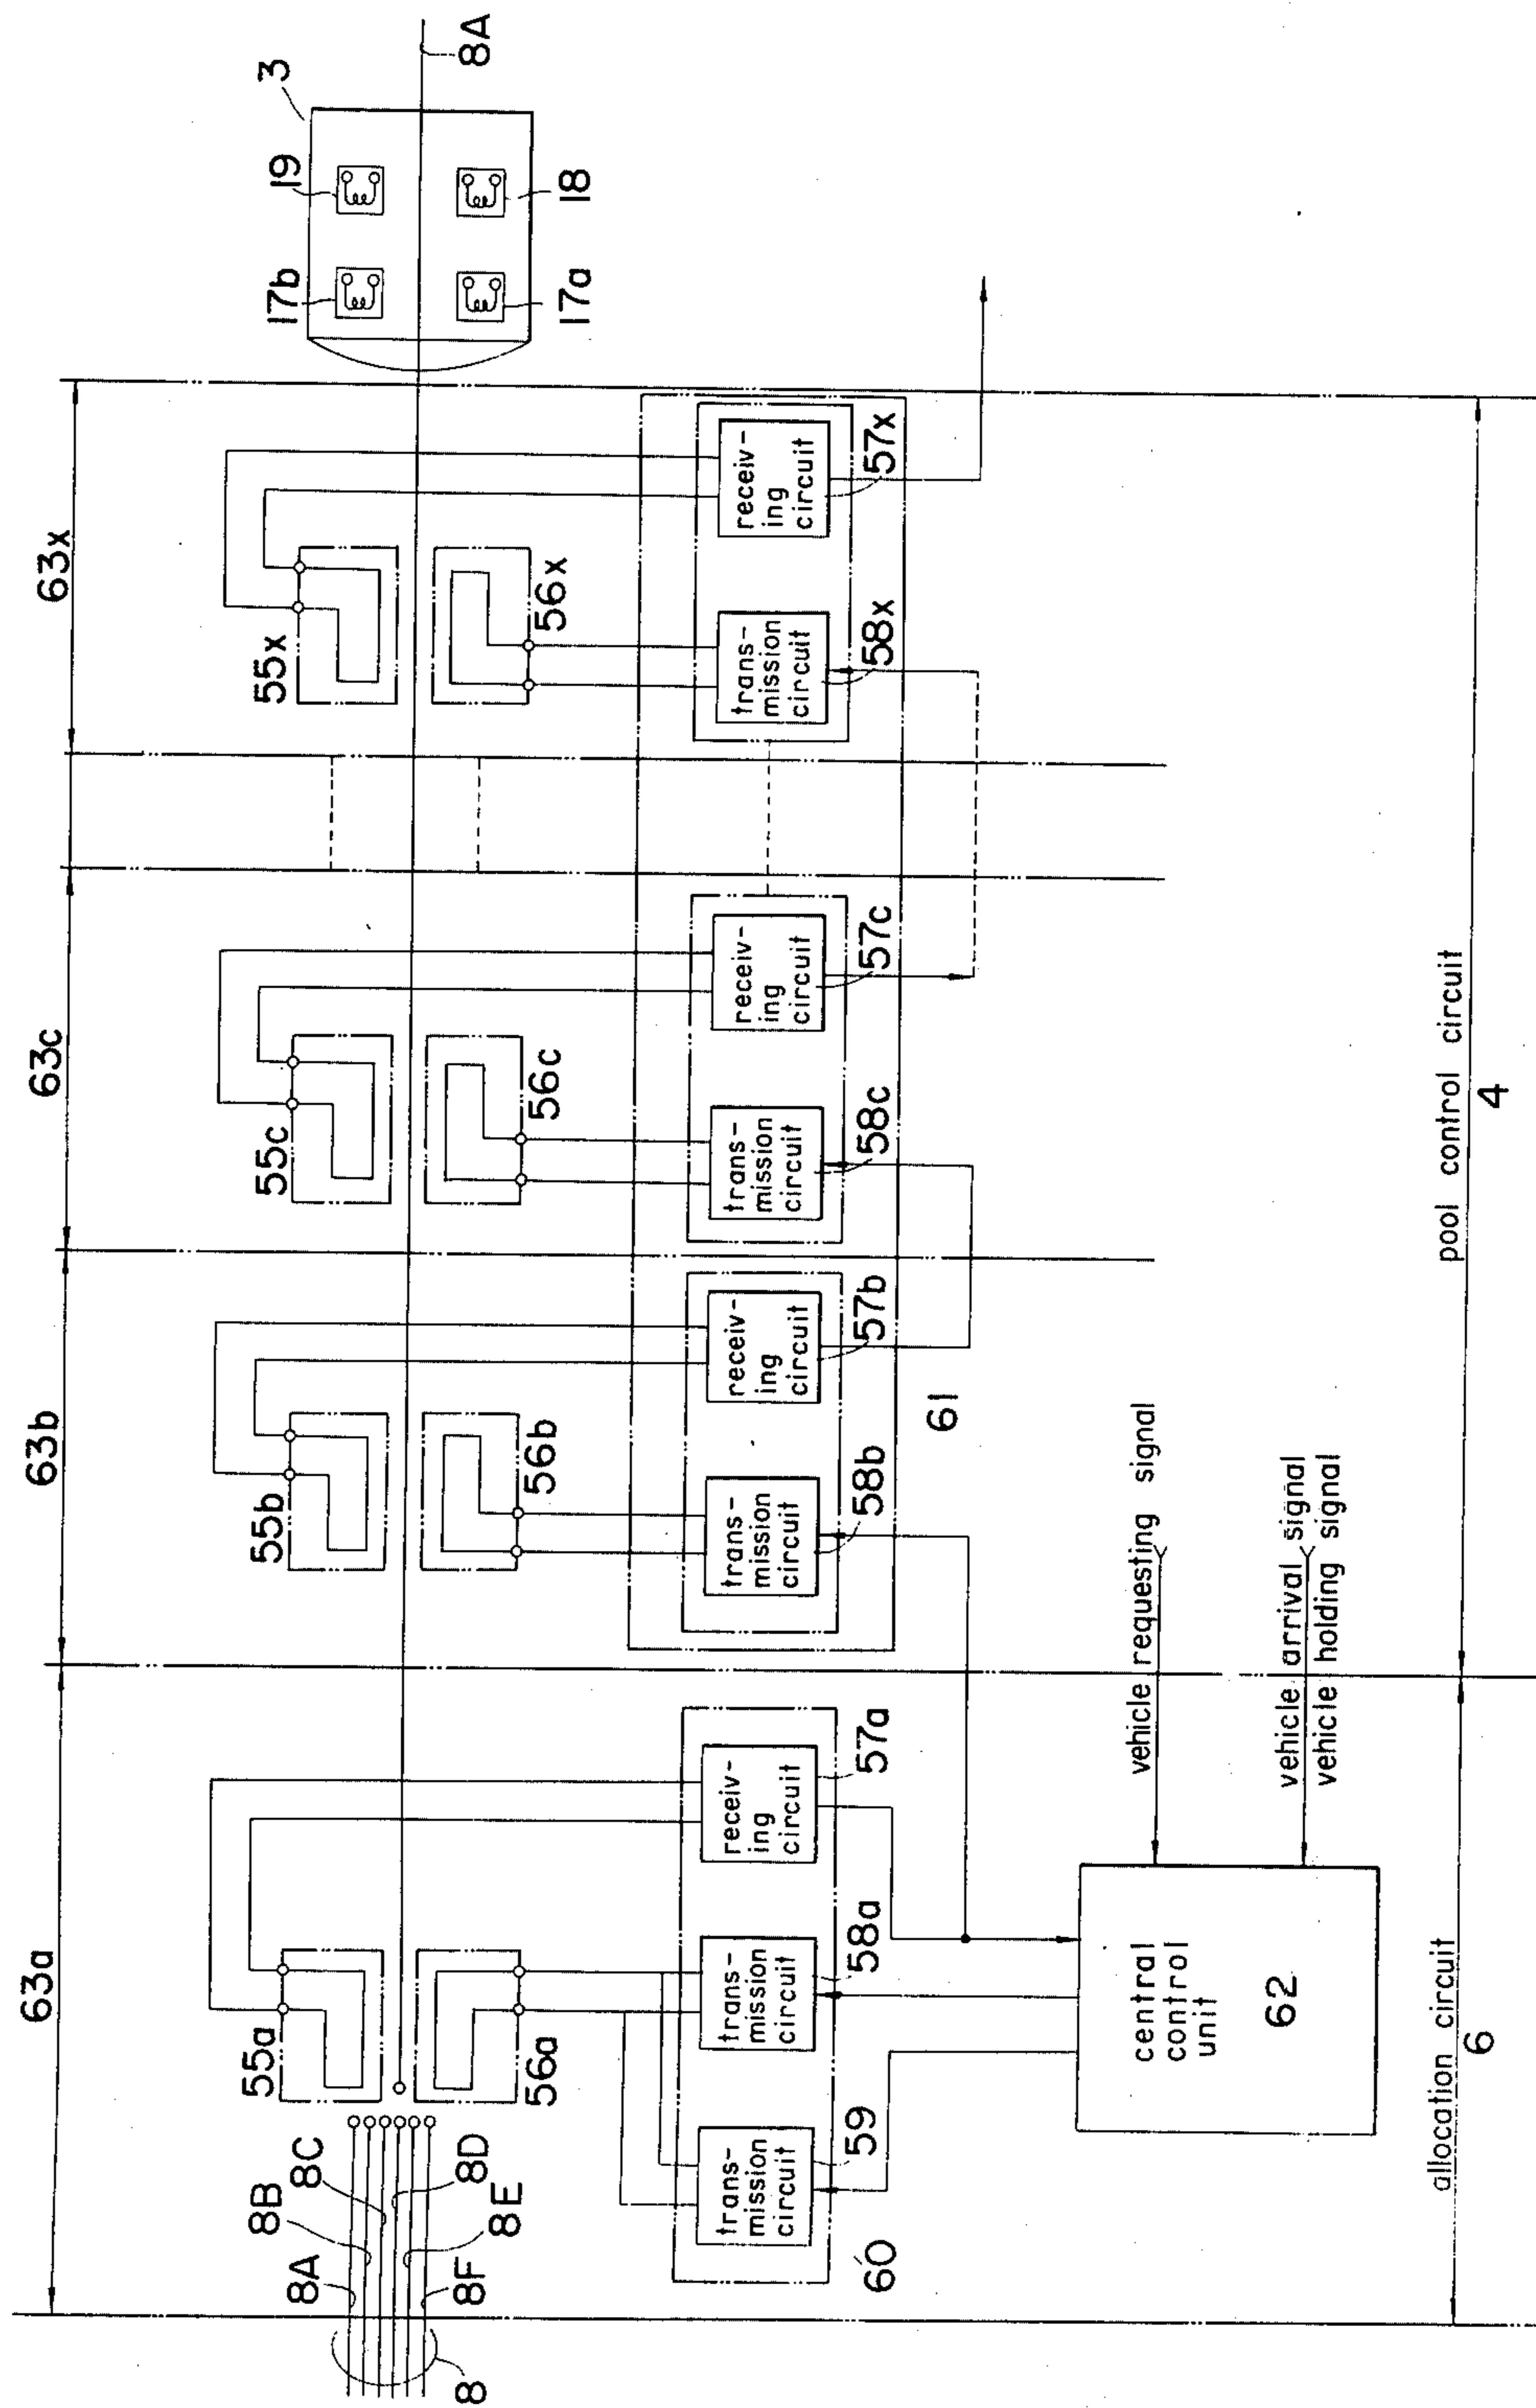 63a
63b
63c
63x
3
8A
8B
8C
8D
8E
8F
8
8A
55a
56a
55b
56b
55c
56c
55x
56x
17b
19
17a
18
trans-
mission
circuit
59
trans-
mission
circuit
58a
receiv-
ing
circuit
57a
60
trans-
mission
circuit
58b
receiv-
ing
circuit
57b
61
trans-
mission
circuit
58c
receiv-
ing
circuit
57c
trans-
mission
circuit
58x
receiv-
ing
circuit
57x
central
control
unit
62
vehicle requesting signal
vehicle arrival signal
vehicle holding signal
allocation circuit
6
pool control circuit
4